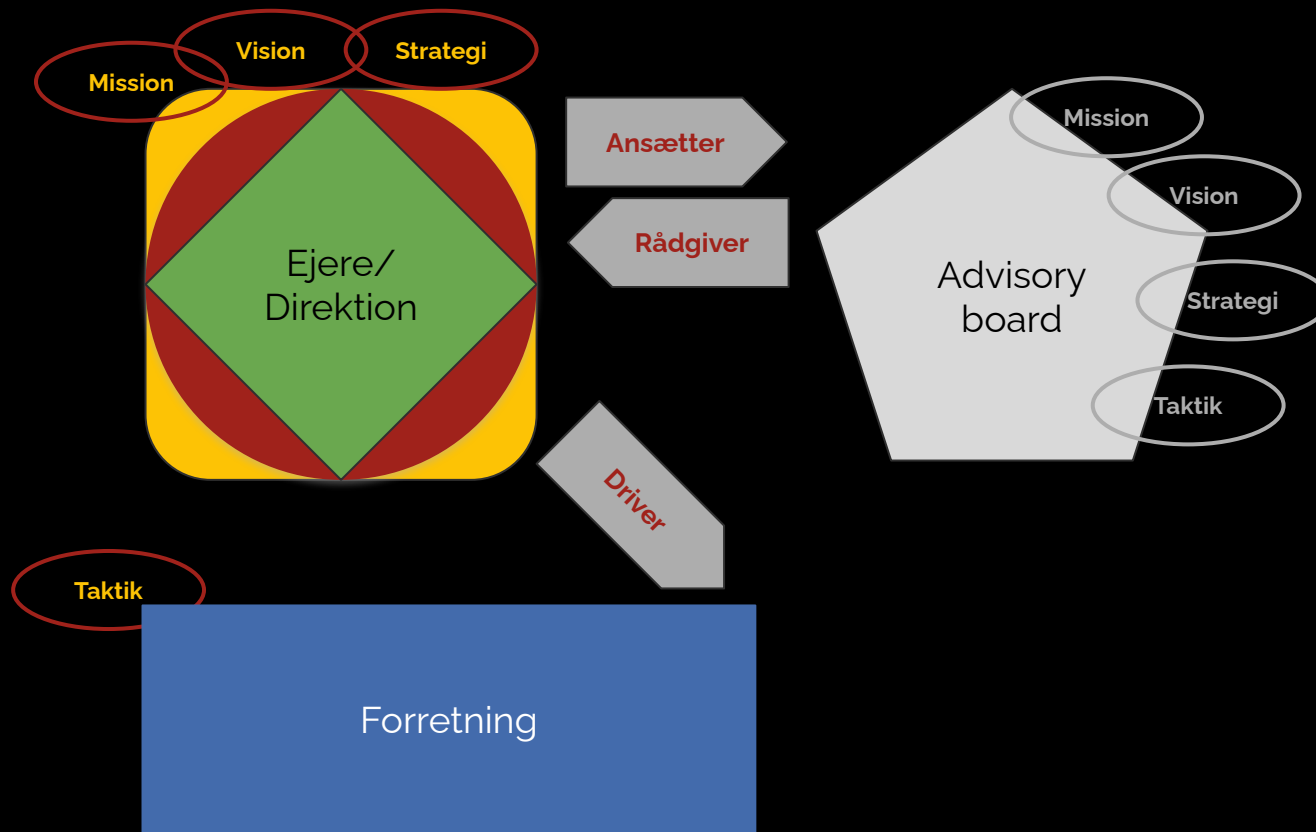 Vision
Strategi
Mission
Ejere/
Direktion
Ansætter
Rådgiver
Driver
Advisory
board
Mission
Vision
Strategi
Taktik
Taktik
Forretning